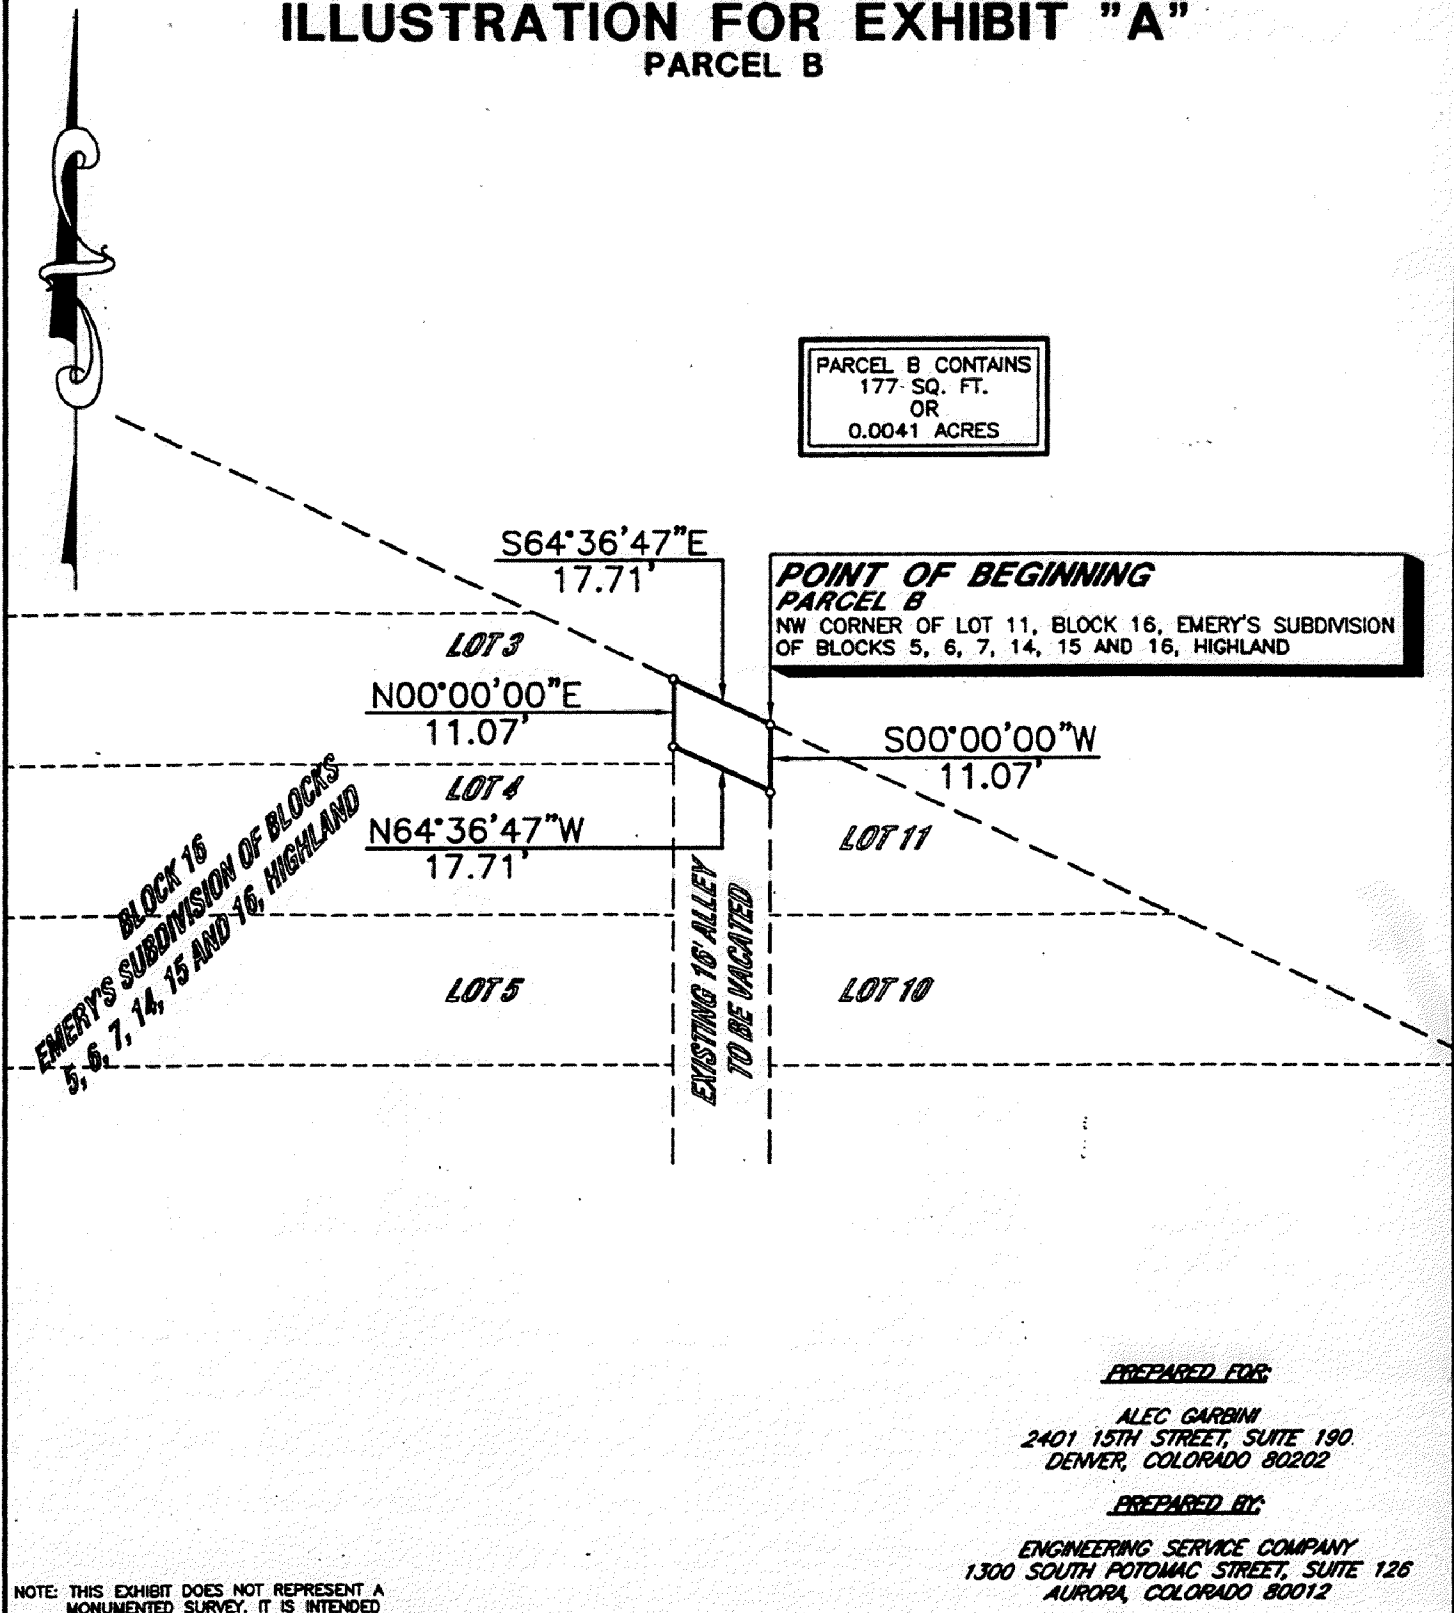 ILLUSTRATION FOR EXHIBIT "A"
PARCEL B
PARCEL B CONTAINS
177 SQ. FT.
OR
0.0041 ACRES
S64°36'47"E
17.71'
POINT OF BEGINNING
PARCEL B
NW CORNER OF LOT 11, BLOCK 16, EMERY'S SUBDIVISION
OF BLOCKS 5, 6, 7, 14, 15 AND 16, HIGHLAND
LOT 3
N00°00'00"E
11.07'
S00°00'00"W
11.07'
LOT 4
N64°36'47"W
17.71'
LOT 11
BLOCK 16
EMERY'S SUBDIVISION OF BLOCKS
5, 6, 7, 14, 15 AND 16, HIGHLAND
EXISTING 16' ALLEY
TO BE VACATED
LOT 5
LOT 10
PREPARED FOR:
ALEC GARBINI
2401 15TH STREET, SUITE 190
DENVER, COLORADO 80202
PREPARED BY:
ENGINEERING SERVICE COMPANY
1300 SOUTH POTOMAC STREET, SUITE 126
AURORA, COLORADO 80012
NOTE: THIS EXHIBIT DOES NOT REPRESENT A
MONUMENTED SURVEY. IT IS INTENDED